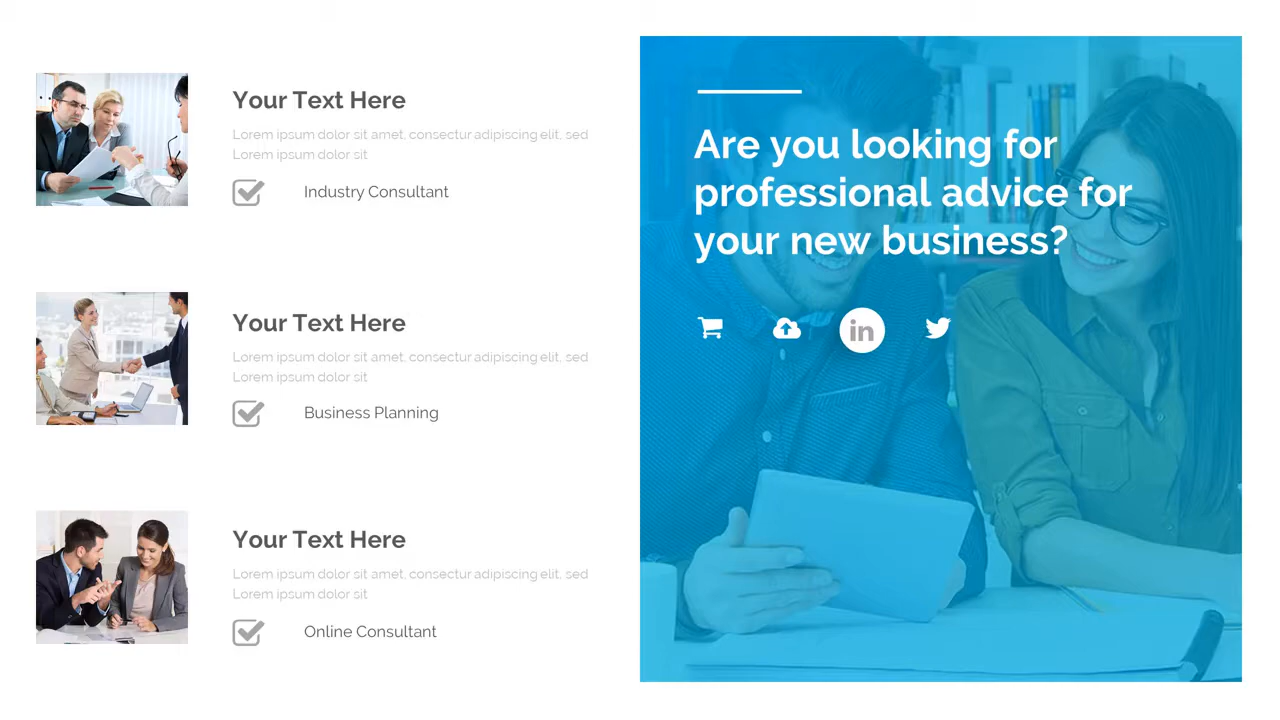 Your Text Here
Lorem ipsum dolor sit amet, consectur adipiscing elit, sed
Lorem ipsum dolor sit
Industry Consultant
Your Text Here
Lorem ipsum dolor sit amet, consectur adipiscing elit, sed
Lorem ipsum dolor sit
Business Planning
Your Text Here
Lorem ipsum dolor sit amet, consectur adipiscing elit, sed
Lorem ipsum dolor sit
Online Consultant
Are you looking for
professional advice for
your new business?
in